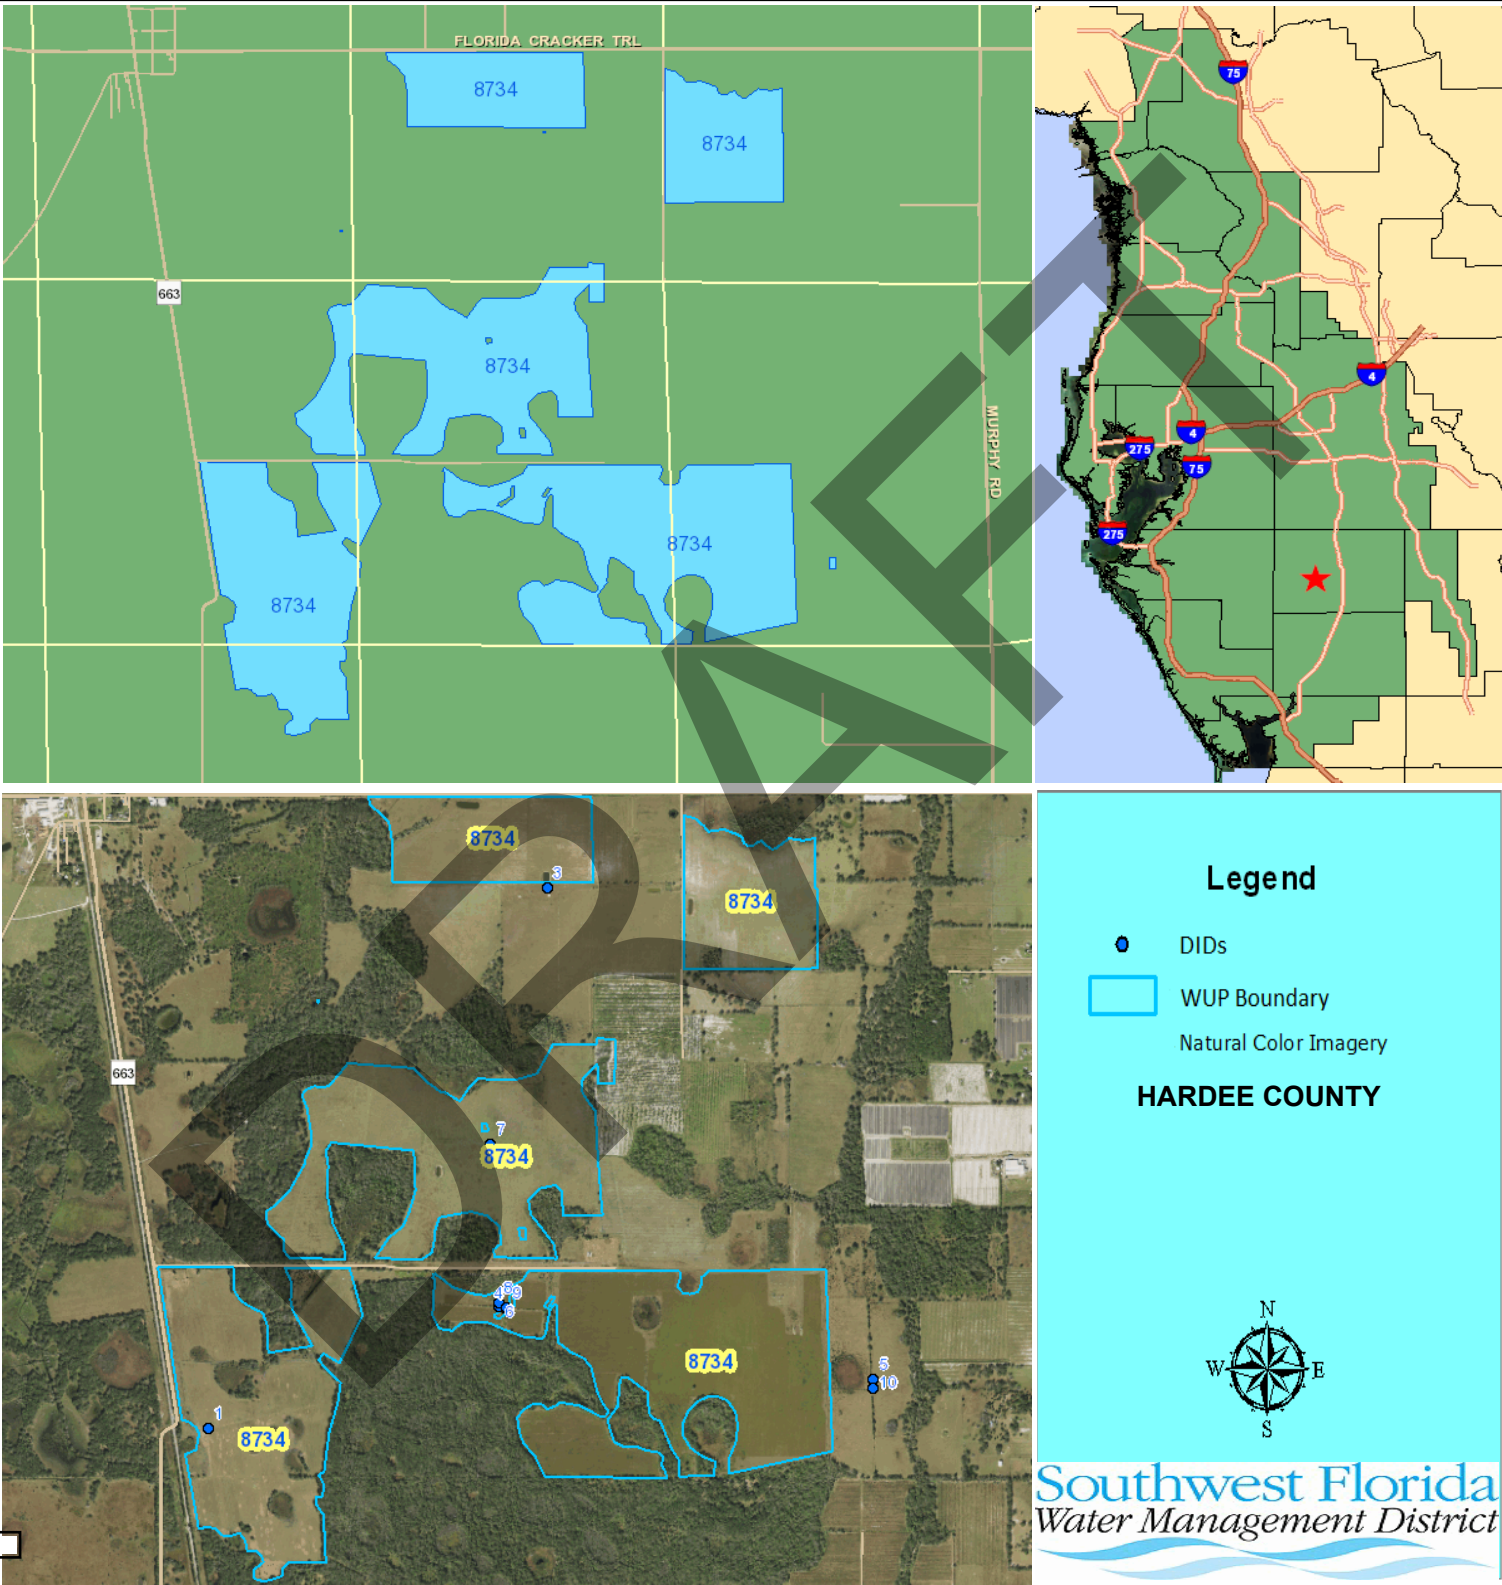 FLORIDA CRACKER TRL
8734
8734
663
8734
MURPHY RD
8734
8734
75
4
4
275
75
275
DRAFT
8734
3
8734
663
7
8734
4
8
9
6
8734
5
10
1
8734
Legend
DIDs
WUP Boundary
Natural Color Imagery
HARDEE COUNTY
N
W
E
S
Southwest Florida
Water Management District